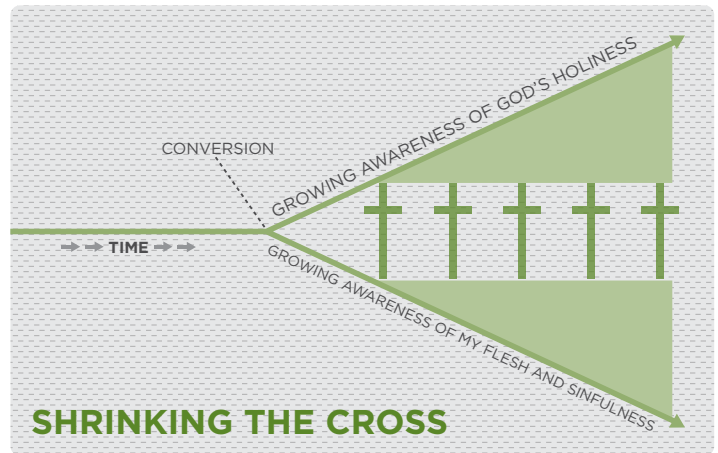 GROWING AWARENESS OF GOD'S HOLINESS
CONVERSION
TIME
GROWING AWARENESS OF MY FLESH AND SINFULNESS
SHRINKING THE CROSS